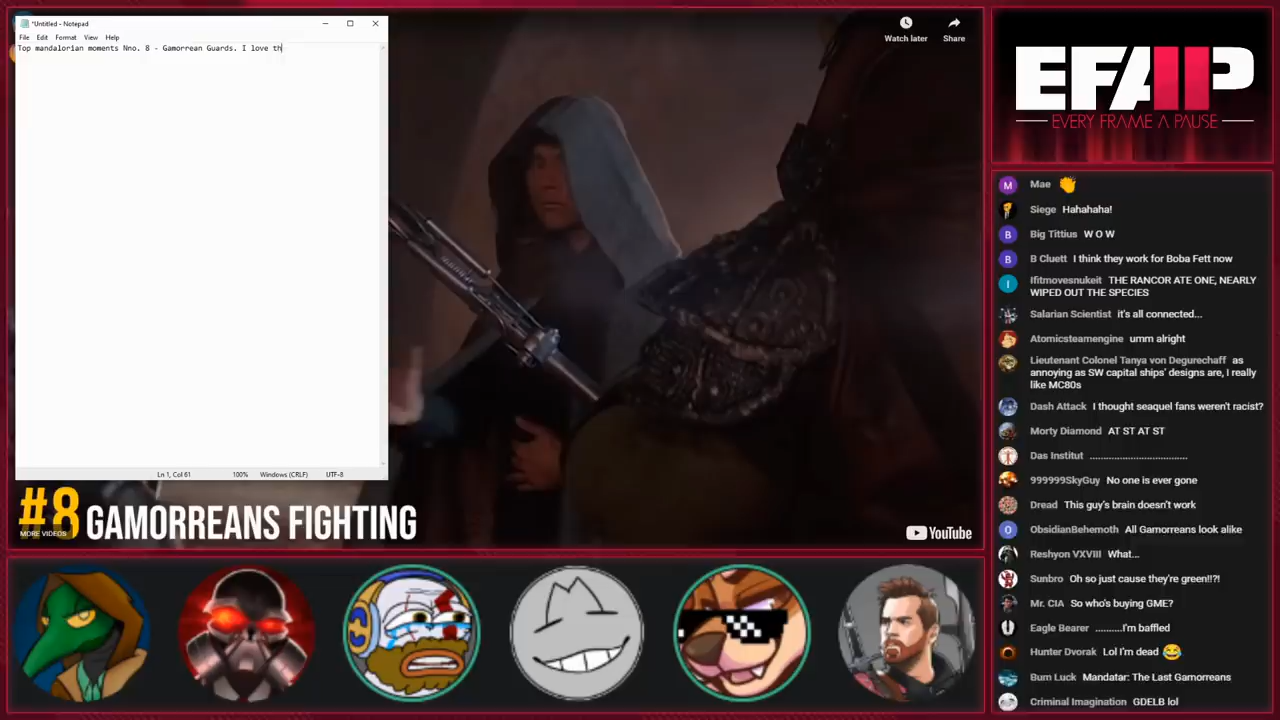 *Untitled - Notepad
File Edit Format View Help
Top mandalorian moments Nno. 8 - Gamorrean Guards. I love th
Ln 1, Col 61 100% Windows (CRLF) UTF-8
Watch later Share
#8 GAMORREANS FIGHTING
MORE VIDEOS
YouTube
EFAP
EVERY FRAME A PAUSE
M Mae 👏
Siege Hahahaha!
B Big Tittius W O W
B B Cluett I think they work for Boba Fett now
I Ifitmovesnukeit THE RANCOR ATE ONE, NEARLY
WIPED OUT THE SPECIES
Salarian Scientist it's all connected...
Atomicsteamengine umm alright
Lieutenant Colonel Tanya von Degurechaff as
annoying as SW capital ships' designs are, I really
like MC80s
Dash Attack I thought seaquel fans weren't racist?
Morty Diamond AT ST AT ST
Das Institut ..................................
999999SkyGuy No one is ever gone
Dread This guy's brain doesn't work
O ObsidianBehemoth All Gamorreans look alike
Reshyon VXVIII What...
Sunbro Oh so just cause they're green!!?!
Mr. CIA So who's buying GME?
Eagle Bearer ..........I'm baffled
Hunter Dvorak Lol I'm dead 😂
Bum Luck Mandatar: The Last Gamorreans
Criminal Imagination GDELB lol